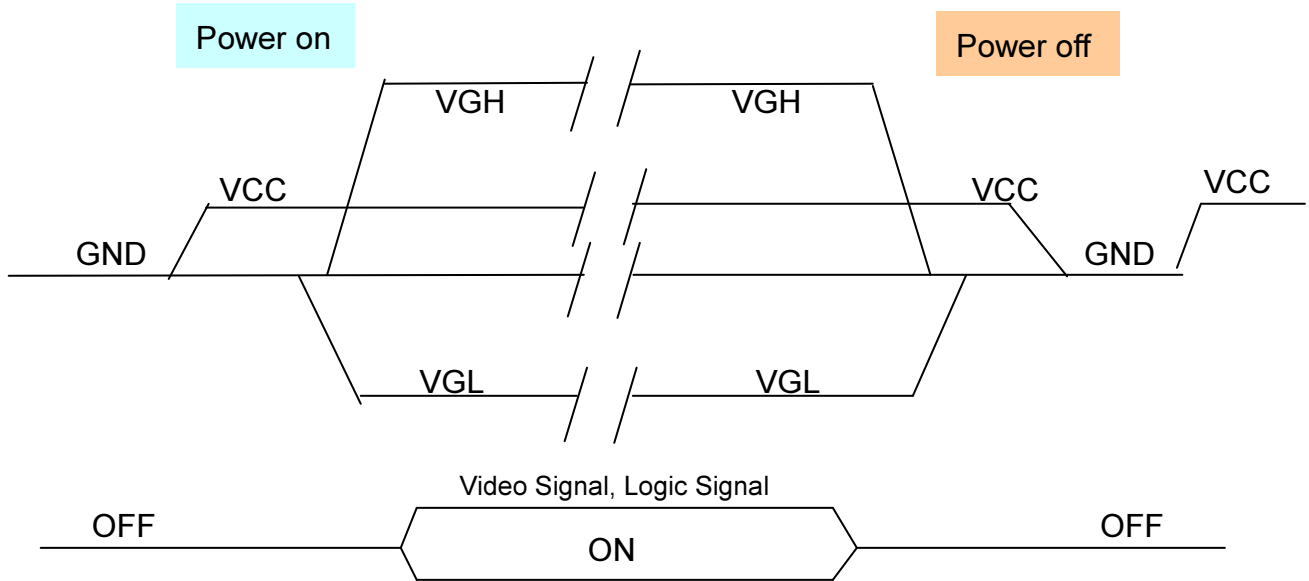 Power on
Power off
VGH
VGH
VCC
VCC
VCC
GND
GND
VGL
VGL
Video Signal, Logic Signal
OFF
ON
OFF